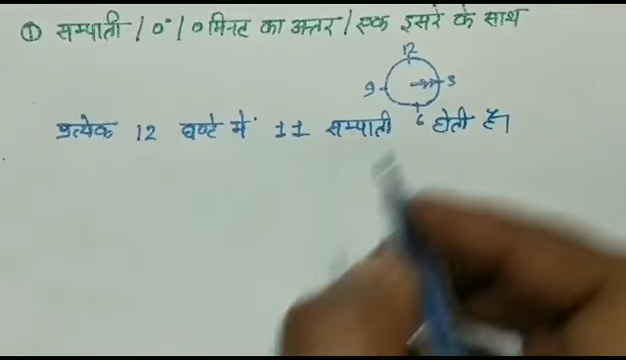 ① सम्पाती / 0° / 0 मिनट का अन्तर / एक दूसरे के साथ
12
9 3
6
प्रत्येक 12 घण्टे में 11 सम्पाती होती है।